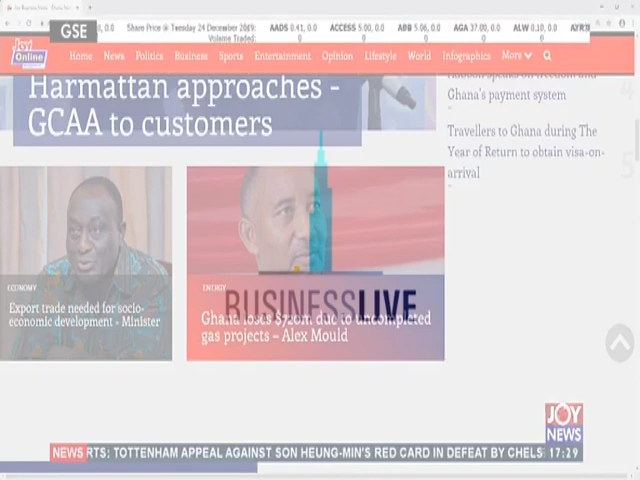 GSE
Share Price @ Tuesday 24 December 2019: AADS 0.41, 0.0 ACCESS 5.00, 0.0 ABB 5.06, 0.0 AGA 37.00, 0.0 ALW 0.10, 0.0
Volume Traded: 0 0 0 0 0
Joy
Online
Home News Politics Business Sports Entertainment Opinion Lifestyle World Infographics More
Harmattan approaches -
GCAA to customers
Ghana's payment system
Travellers to Ghana during The
Year of Return to obtain visa-on-
arrival
4
5
ECONOMY
Export trade needed for socio-
economic development - Minister
ENERGY
Ghana loses $720m due to uncompleted
gas projects – Alex Mould
BUSINESSLIVE
JOY
NEWS
NEWS RTS: TOTTENHAM APPEAL AGAINST SON HEUNG-MIN'S RED CARD IN DEFEAT BY CHELS 17:29